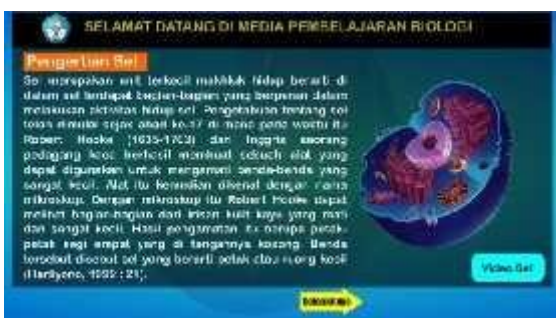 SELAMAT DATANG DI MEDIA PEMBELAJARAN BIOLOGI
Pengertian Sel
Sel merupakan unit terkecil makhluk hidup berarti di
dalam sel terdapat bagian-bagian yang berperan dalam
melakukan aktivitas hidup sel. Pengetahuan tentang sel
telah dimulai sejak abad ke-17 di mana pada waktu itu
Robert Hooke (1635-1703) dari Inggris seorang
pedagang kaca berhasil membuat sebuah alat yang
dapat digunakan untuk mengamati benda-benda yang
sangat kecil. Alat itu kemudian dikenal dengan nama
mikroskop. Dengan mikroskop itu Robert Hooke dapat
melihat bagian-bagian dari irisan kulit kayu yang mati
dan sangat kecil. Hasil pengamatan itu berupa petak-
petak segi empat yang di tengahnya kosong. Benda
tersebut disebut sel yang berarti petak atau ruang kecil
Video Sel